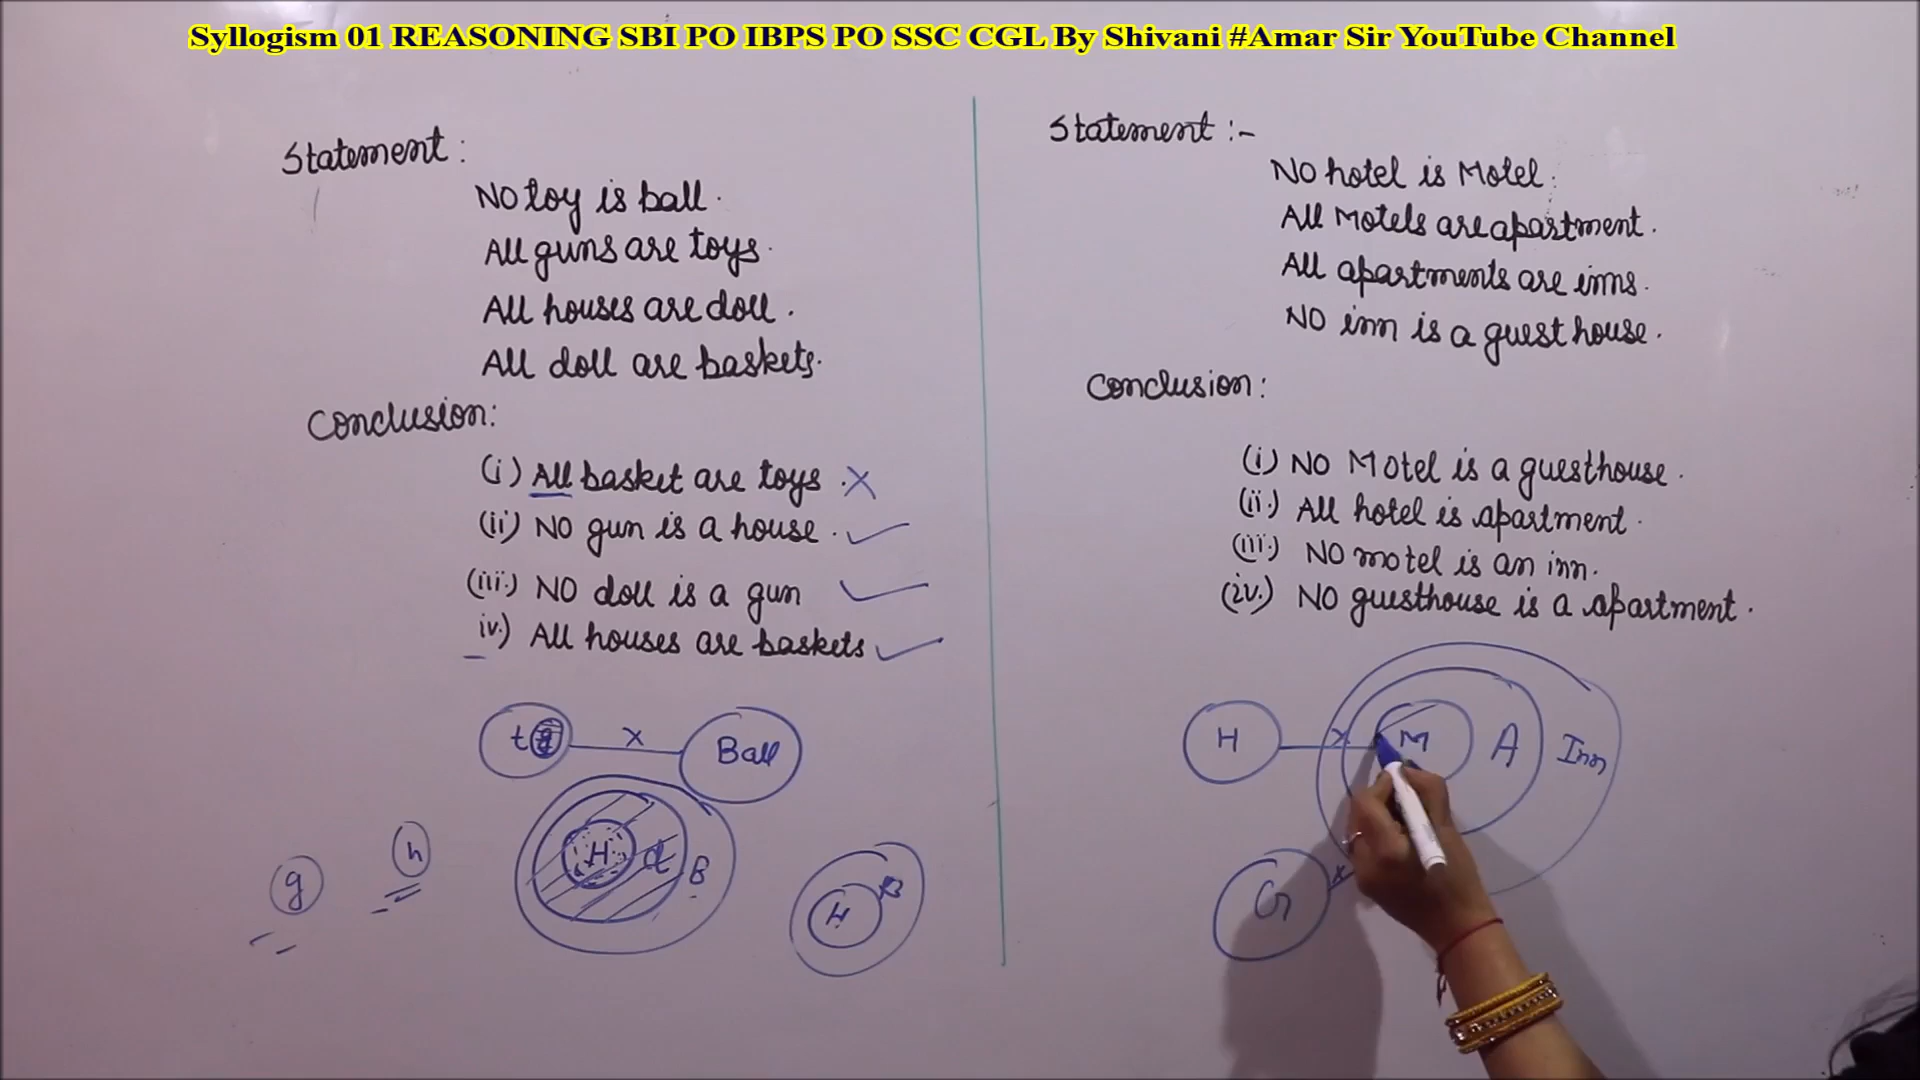 Syllogism 01 REASONING SBI PO IBPS PO SSC CGL By Shivani #Amar Sir YouTube Channel
Statement :
NO toy is ball.
All guns are toys.
All houses are doll.
All doll are baskets.
Conclusion:
(i) All basket are toys. X
(ii) NO gun is a house.
(iii.) NO doll is a gun
iv.) All houses are baskets
t g X Ball
H d B
g
h
H B
Statement :-
NO hotel is Motel.
All Motels are apartment.
All apartments are inns.
NO inn is a guest house.
Conclusion:
(i) NO Motel is a guesthouse.
(ii.) All hotel is apartment.
(iii.) NO motel is an inn.
(iv.) NO guesthouse is a apartment.
H X M A Inn
G X